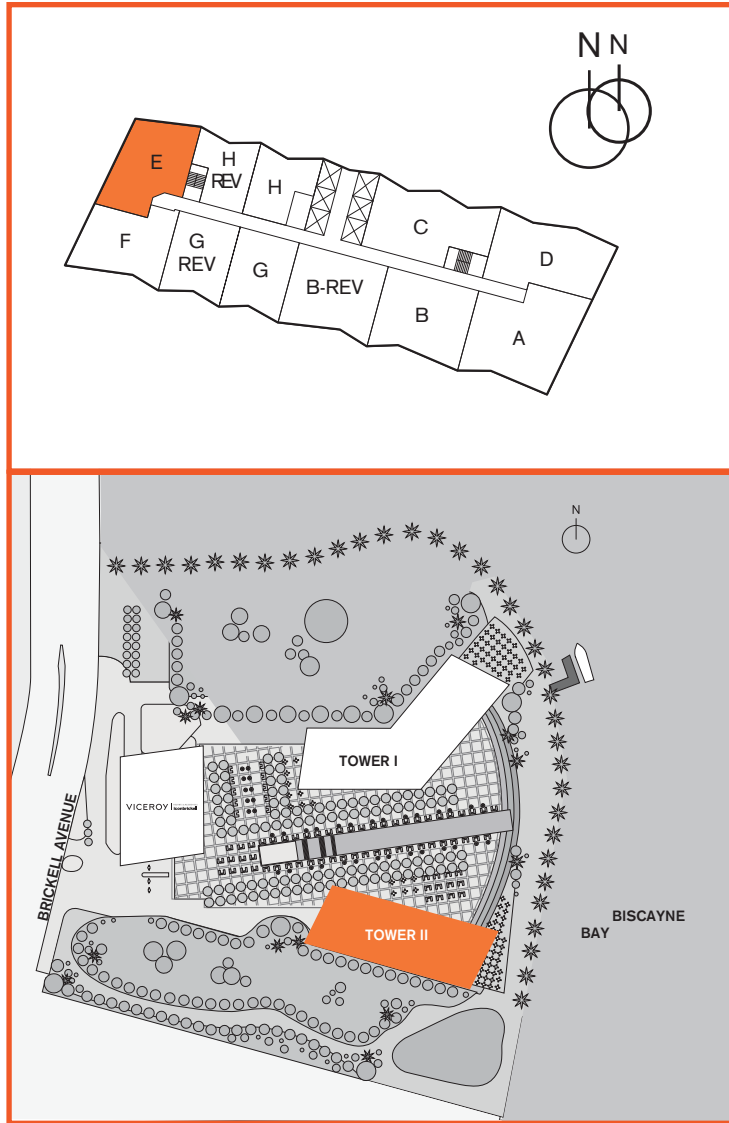 N N
E
H
REV
H
C
D
F
G
REV
G
B-REV
B
A
N
TOWER I
VICEROY
BRICKELL AVENUE
TOWER II
BISCAYNE
BAY